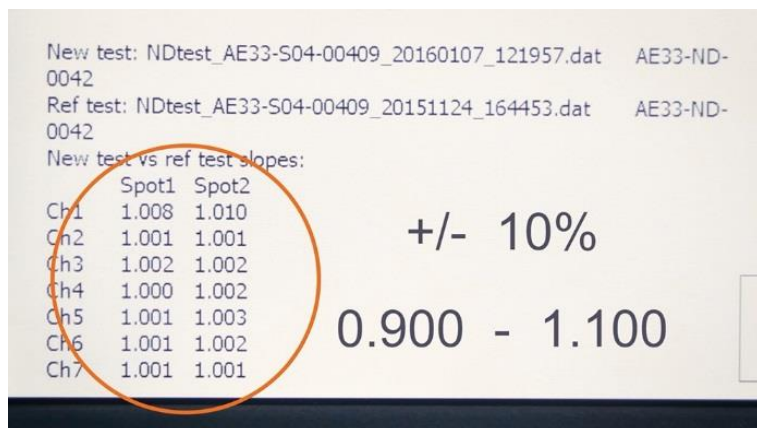 New test: NDtest_AE33-S04-00409_20160107_121957.dat AE33-ND-
0042
Ref test: NDtest_AE33-S04-00409_20151124_164453.dat AE33-ND-
0042
New test vs ref test slopes:
Spot1 Spot2
Ch1 1.008 1.010
Ch2 1.001 1.001
Ch3 1.002 1.002
Ch4 1.000 1.002
Ch5 1.001 1.003
Ch6 1.001 1.002
Ch7 1.001 1.001
+/- 10%
0.900 - 1.100